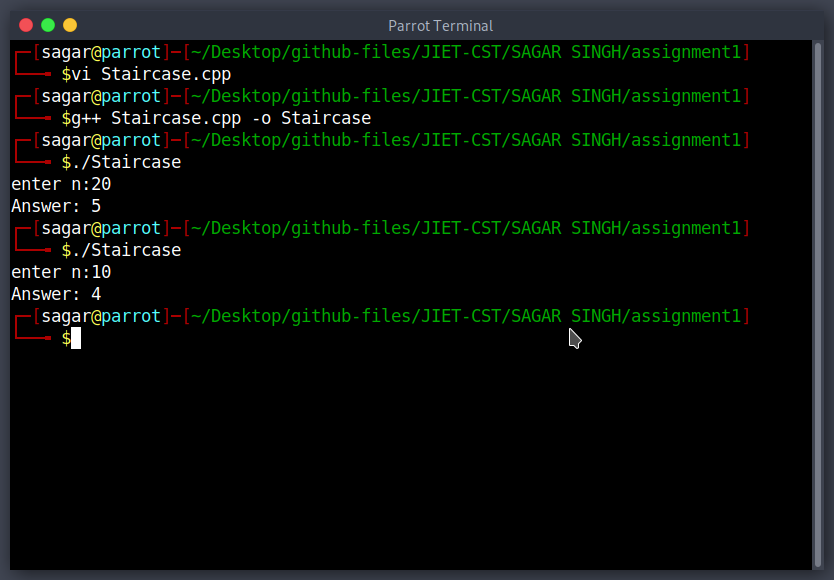 Parrot Terminal
┌─[sagar@parrot]─[~/Desktop/github-files/JIET-CST/SAGAR SINGH/assignment1]
└──╼ $vi Staircase.cpp
┌─[sagar@parrot]─[~/Desktop/github-files/JIET-CST/SAGAR SINGH/assignment1]
└──╼ $g++ Staircase.cpp -o Staircase
┌─[sagar@parrot]─[~/Desktop/github-files/JIET-CST/SAGAR SINGH/assignment1]
└──╼ $./Staircase
enter n:20
Answer: 5
┌─[sagar@parrot]─[~/Desktop/github-files/JIET-CST/SAGAR SINGH/assignment1]
└──╼ $./Staircase
enter n:10
Answer: 4
┌─[sagar@parrot]─[~/Desktop/github-files/JIET-CST/SAGAR SINGH/assignment1]
└──╼ $